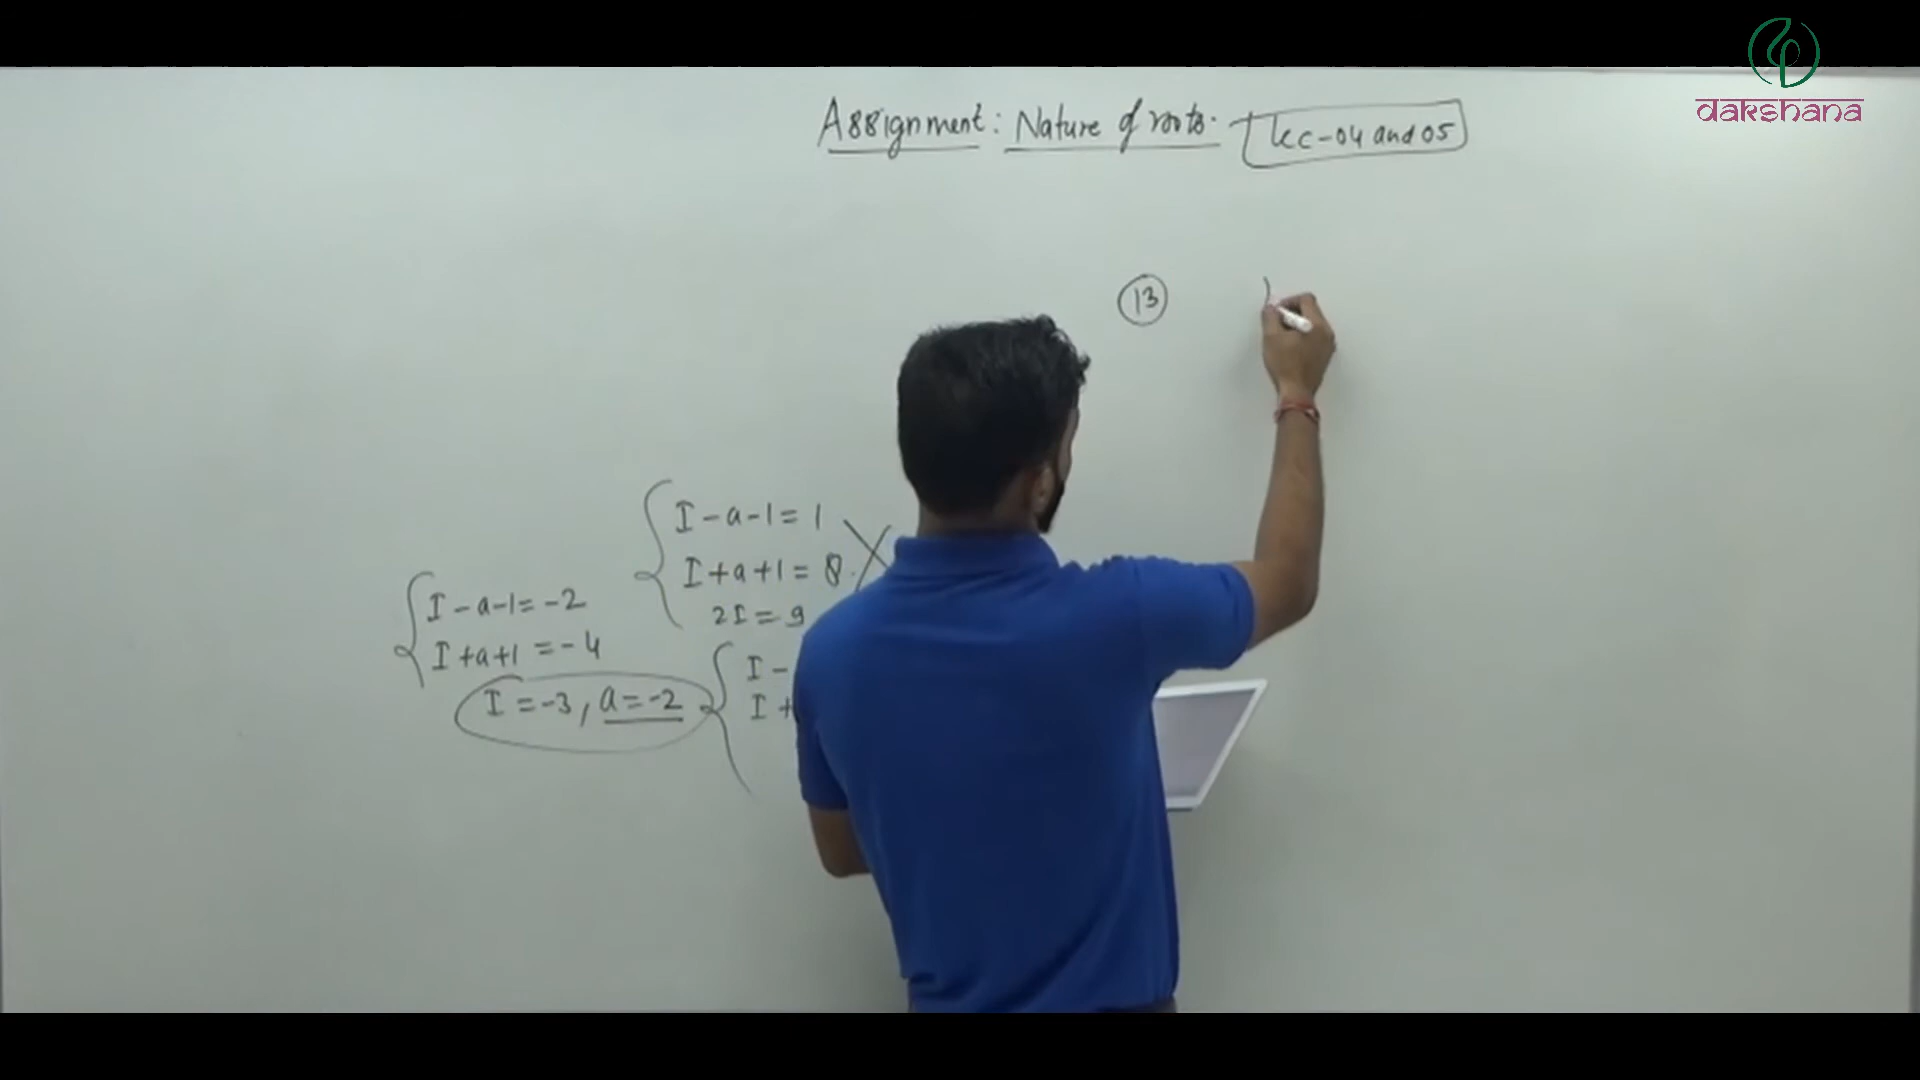 dakshana
Assignment: Nature of roots. KC-04 and 05
13
I-a-1=1
I+a+1=8.
2I=9
I-a-1=-2
I+a+1=-4
I=-3, a=-2
I-
I+